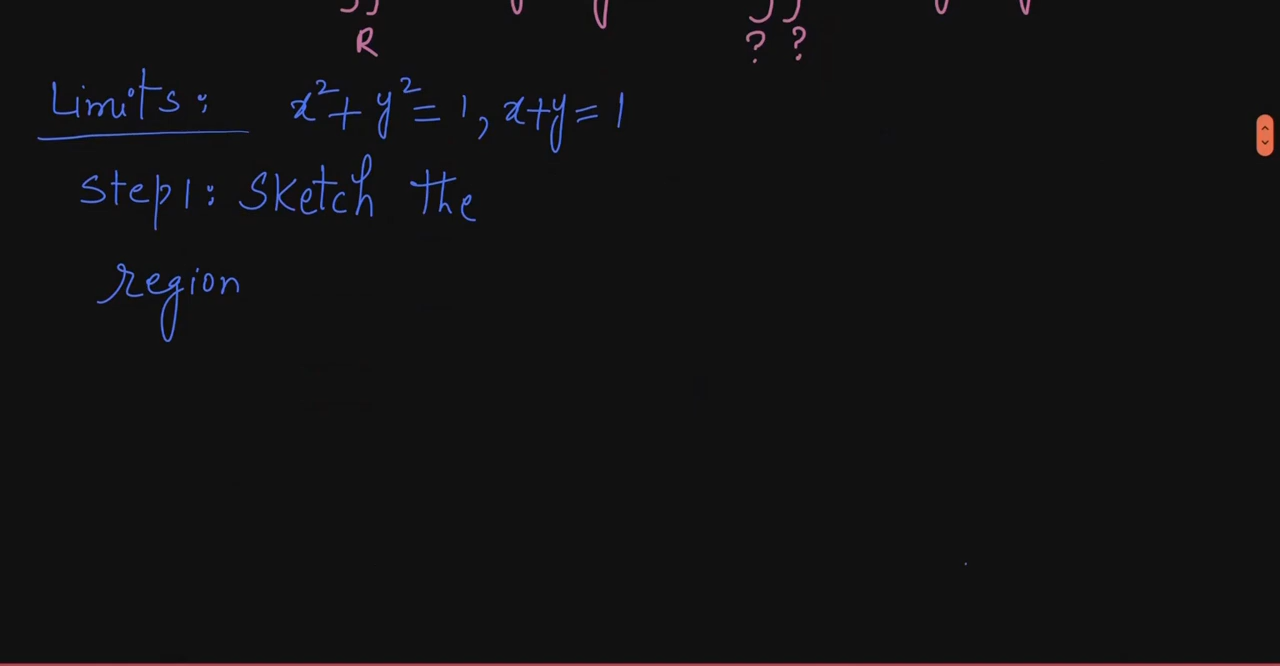 R ? ?
Limits: x²+y²=1, x+y=1
Step1: Sketch the
region